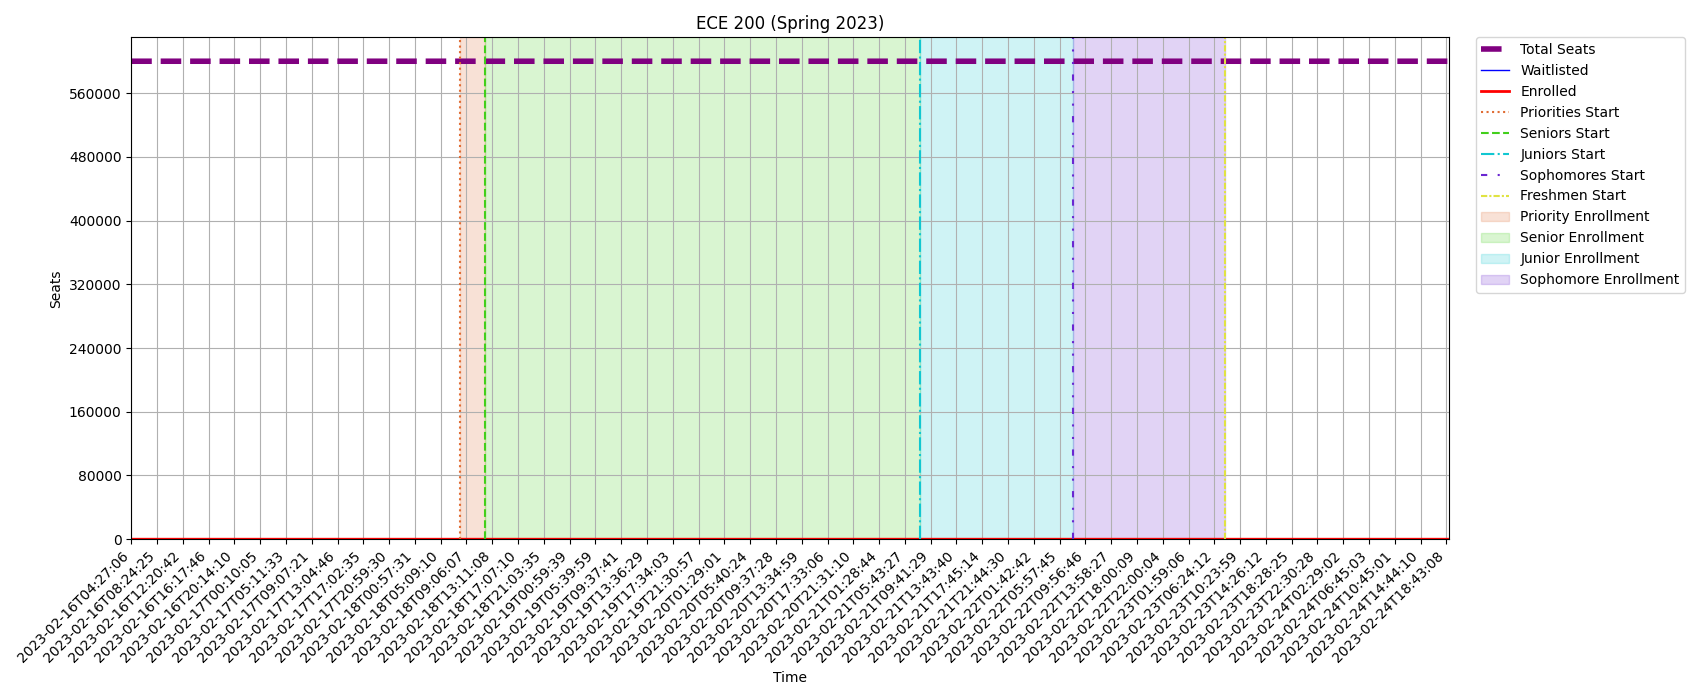 ECE 200 (Spring 2023)
Total Seats
Waitlisted
Enrolled
Priorities Start
Seniors Start
Juniors Start
Sophomores Start
Freshmen Start
Priority Enrollment
Senior Enrollment
Junior Enrollment
Sophomore Enrollment
Seats
560000
480000
400000
320000
240000
160000
80000
0
2023-02-16T04:27:06
2023-02-16T08:24:25
2023-02-16T12:20:42
2023-02-16T16:17:46
2023-02-16T20:14:10
2023-02-17T00:10:05
2023-02-17T05:11:33
2023-02-17T09:07:21
2023-02-17T13:04:46
2023-02-17T17:02:35
2023-02-17T20:59:30
2023-02-18T00:57:31
2023-02-18T05:09:10
2023-02-18T09:06:07
2023-02-18T13:11:08
2023-02-18T17:07:10
2023-02-18T21:03:35
2023-02-19T00:59:39
2023-02-19T05:39:59
2023-02-19T09:37:41
2023-02-19T13:36:29
2023-02-19T17:34:03
2023-02-19T21:30:57
2023-02-20T01:29:01
2023-02-20T05:40:24
2023-02-20T09:37:28
2023-02-20T13:34:59
2023-02-20T17:33:06
2023-02-20T21:31:10
2023-02-21T01:28:44
2023-02-21T05:43:27
2023-02-21T09:41:29
2023-02-21T13:43:40
2023-02-21T17:45:14
2023-02-21T21:44:30
2023-02-22T01:42:42
2023-02-22T05:57:45
2023-02-22T09:56:46
2023-02-22T13:58:27
2023-02-22T18:00:09
2023-02-22T22:00:04
2023-02-23T01:59:06
2023-02-23T06:24:12
2023-02-23T10:23:59
2023-02-23T14:26:12
2023-02-23T18:28:25
2023-02-23T22:30:28
2023-02-24T02:29:02
2023-02-24T06:45:03
2023-02-24T10:45:01
2023-02-24T14:44:10
2023-02-24T18:43:08
Time